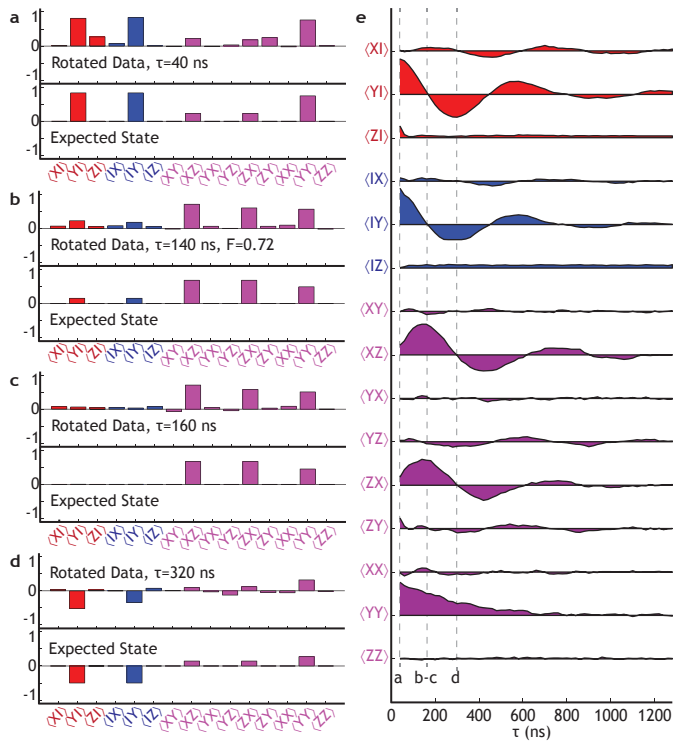 a
1
0
-1
Rotated Data, τ=40 ns
1
0
-1
Expected State
⟨XI⟩ ⟨YI⟩ ⟨ZI⟩ ⟨IX⟩ ⟨IY⟩ ⟨IZ⟩ ⟨XY⟩ ⟨XZ⟩ ⟨YX⟩ ⟨YZ⟩ ⟨ZX⟩ ⟨ZY⟩ ⟨XX⟩ ⟨YY⟩ ⟨ZZ⟩
b
1
0
-1
Rotated Data, τ=140 ns, F=0.72
1
0
-1
Expected State
⟨XI⟩ ⟨YI⟩ ⟨ZI⟩ ⟨IX⟩ ⟨IY⟩ ⟨IZ⟩ ⟨XY⟩ ⟨XZ⟩ ⟨YX⟩ ⟨YZ⟩ ⟨ZX⟩ ⟨ZY⟩ ⟨XX⟩ ⟨YY⟩ ⟨ZZ⟩
c
1
0
-1
Rotated Data, τ=160 ns
1
0
-1
Expected State
⟨XI⟩ ⟨YI⟩ ⟨ZI⟩ ⟨IX⟩ ⟨IY⟩ ⟨IZ⟩ ⟨XY⟩ ⟨XZ⟩ ⟨YX⟩ ⟨YZ⟩ ⟨ZX⟩ ⟨ZY⟩ ⟨XX⟩ ⟨YY⟩ ⟨ZZ⟩
d
1
0
-1
Rotated Data, τ=320 ns
1
0
-1
Expected State
⟨XI⟩ ⟨YI⟩ ⟨ZI⟩ ⟨IX⟩ ⟨IY⟩ ⟨IZ⟩ ⟨XY⟩ ⟨XZ⟩ ⟨YX⟩ ⟨YZ⟩ ⟨ZX⟩ ⟨ZY⟩ ⟨XX⟩ ⟨YY⟩ ⟨ZZ⟩
e
⟨XI⟩
⟨YI⟩
⟨ZI⟩
⟨IX⟩
⟨IY⟩
⟨IZ⟩
⟨XY⟩
⟨XZ⟩
⟨YX⟩
⟨YZ⟩
⟨ZX⟩
⟨ZY⟩
⟨XX⟩
⟨YY⟩
⟨ZZ⟩
a b-c d
0 200 400 600 800 1000 1200
τ (ns)